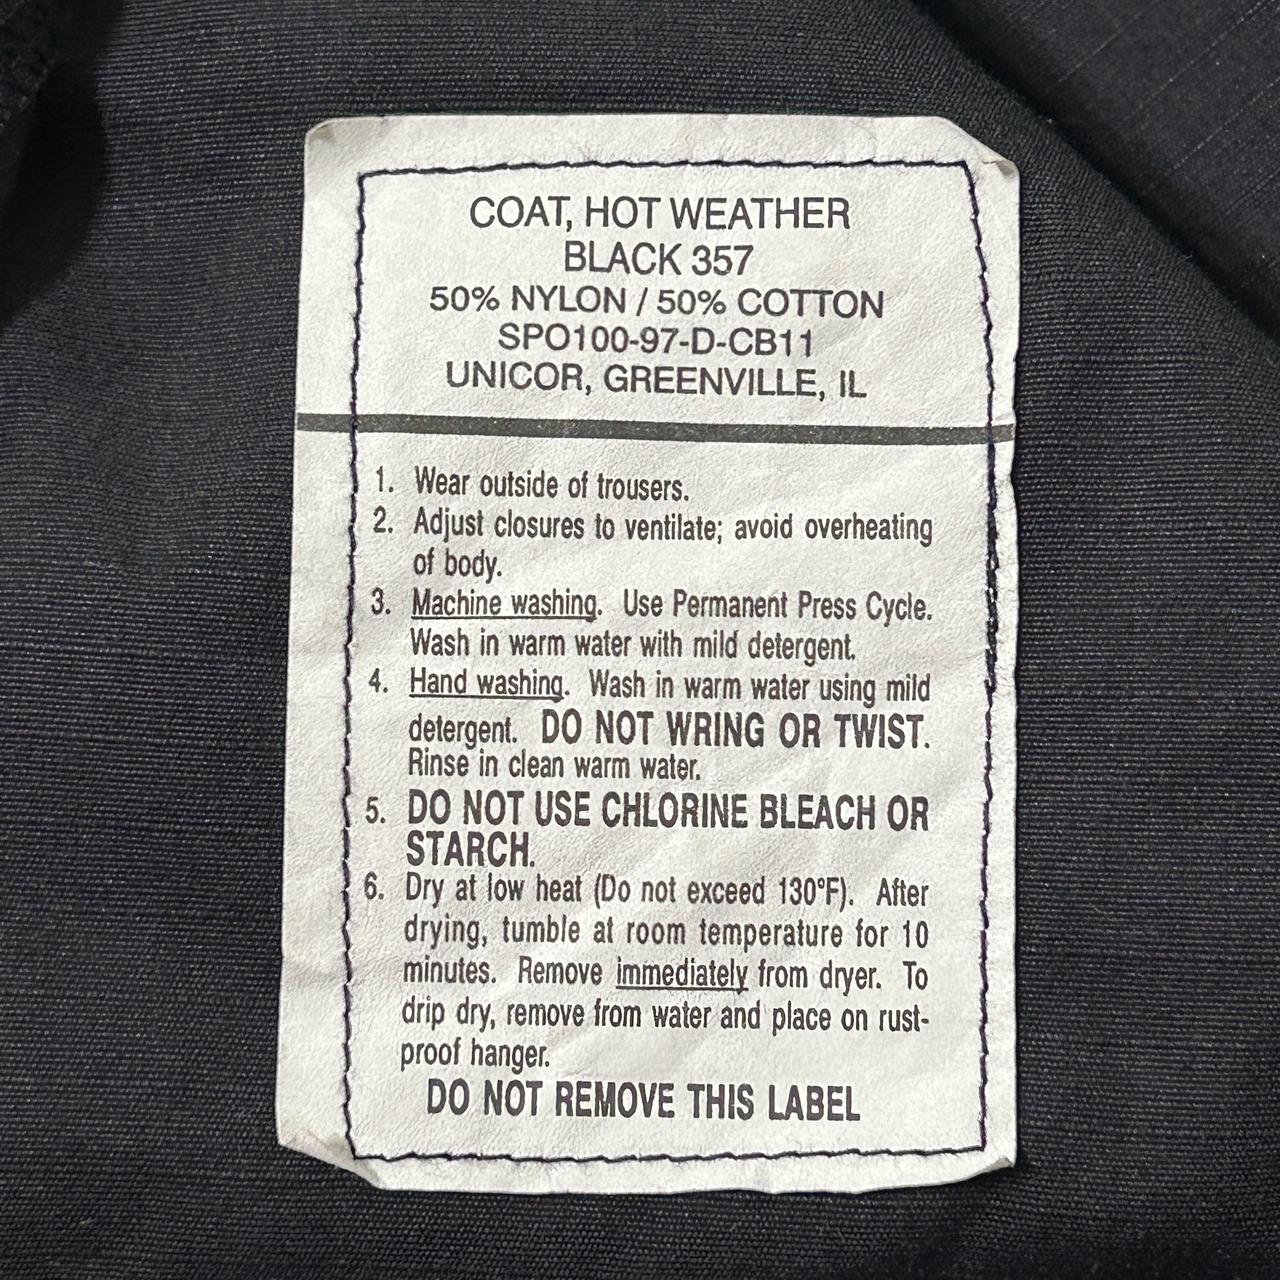 COAT, HOT WEATHER
BLACK 357
50% NYLON / 50% COTTON
SPO100-97-D-CB11
UNICOR, GREENVILLE, IL
1. Wear outside of trousers.
2. Adjust closures to ventilate; avoid overheating
of body.
3. Machine washing. Use Permanent Press Cycle.
Wash in warm water with mild detergent.
4. Hand washing. Wash in warm water using mild
detergent. DO NOT WRING OR TWIST.
Rinse in clean warm water.
5. DO NOT USE CHLORINE BLEACH OR
STARCH.
6. Dry at low heat (Do not exceed 130°F). After
drying, tumble at room temperature for 10
minutes. Remove immediately from dryer. To
drip dry, remove from water and place on rust-
proof hanger.
DO NOT REMOVE THIS LABEL